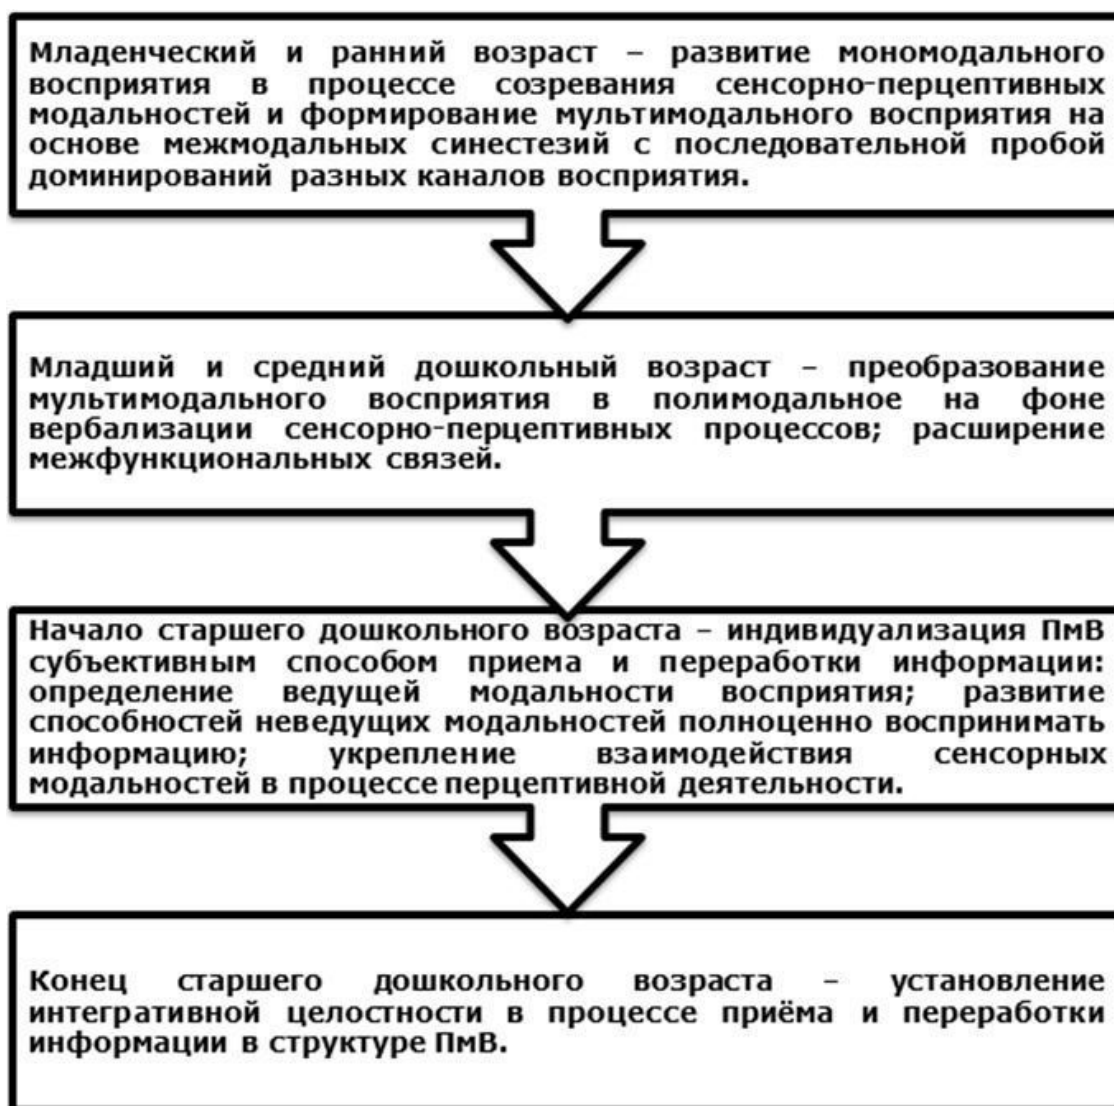 Младенческий и ранний возраст – развитие мономодального
восприятия в процессе созревания сенсорно-перцептивных
модальностей и формирование мультимодального восприятия на
основе межмодальных синестезий с последовательной пробой
доминирований разных каналов восприятия.
Младший и средний дошкольный возраст – преобразование
мультимодального восприятия в полимодальное на фоне
вербализации сенсорно-перцептивных процессов; расширение
межфункциональных связей.
Начало старшего дошкольного возраста – индивидуализация ПмВ
субъективным способом приема и переработки информации:
определение ведущей модальности восприятия; развитие
способностей неведущих модальностей полноценно воспринимать
информацию; укрепление взаимодействия сенсорных
модальностей в процессе перцептивной деятельности.
Конец старшего дошкольного возраста – установление
интегративной целостности в процессе приёма и переработки
информации в структуре ПмВ.